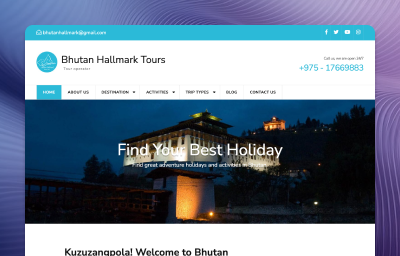 bhutanhallmark@gmail.com
Bhutan Hallmark Tours
Tour operator
Call us we are open 24/7
+975 - 17669883
HOME ABOUT US DESTINATION ACTIVITIES TRIP TYPES BLOG CONTACT US
Find Your Best Holiday
Find great adventure holidays and activities in
Kuzuzangpola! Welcome to Bhutan